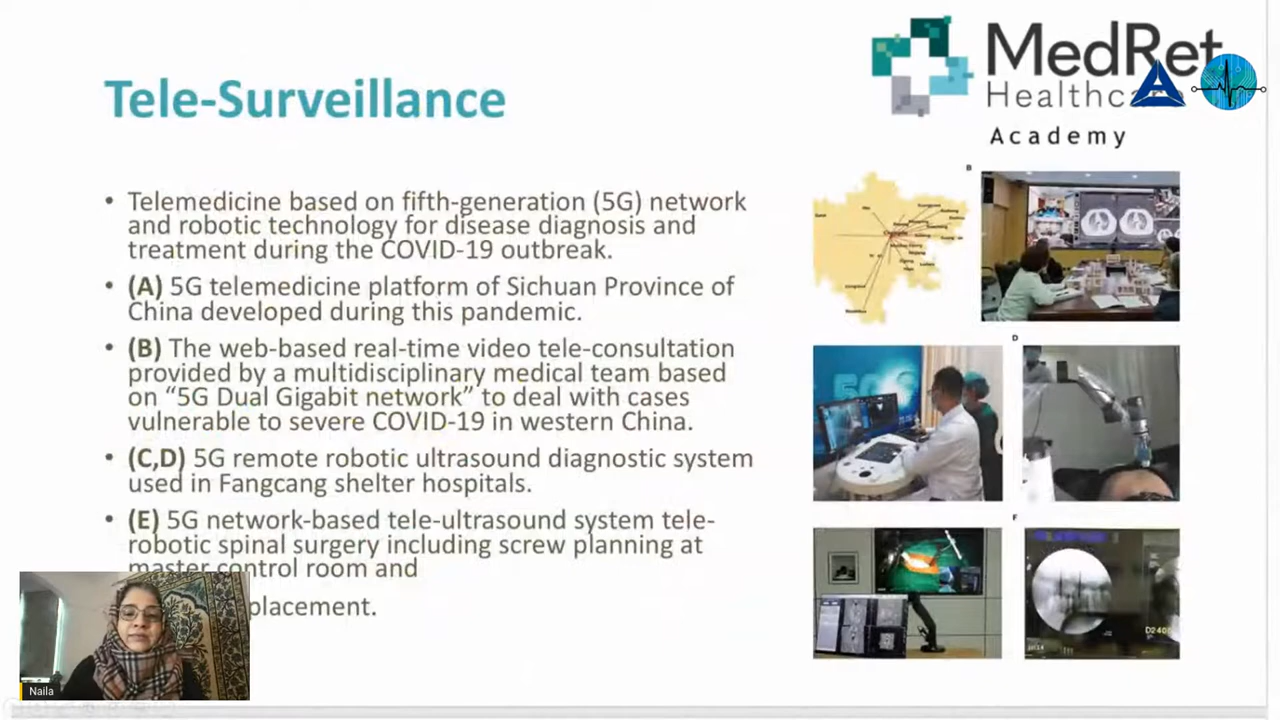 Tele-Surveillance
MedRet
Healthcare
Academy
• Telemedicine based on fifth-generation (5G) network
and robotic technology for disease diagnosis and
treatment during the COVID-19 outbreak.
• (A) 5G telemedicine platform of Sichuan Province of
China developed during this pandemic.
• (B) The web-based real-time video tele-consultation
provided by a multidisciplinary medical team based
on “5G Dual Gigabit network” to deal with cases
vulnerable to severe COVID-19 in western China.
• (C,D) 5G remote robotic ultrasound diagnostic system
used in Fangcang shelter hospitals.
• (E) 5G network-based tele-ultrasound system tele-
robotic spinal surgery including screw planning at
master control room and
placement.
B
D
5G
F
Naila